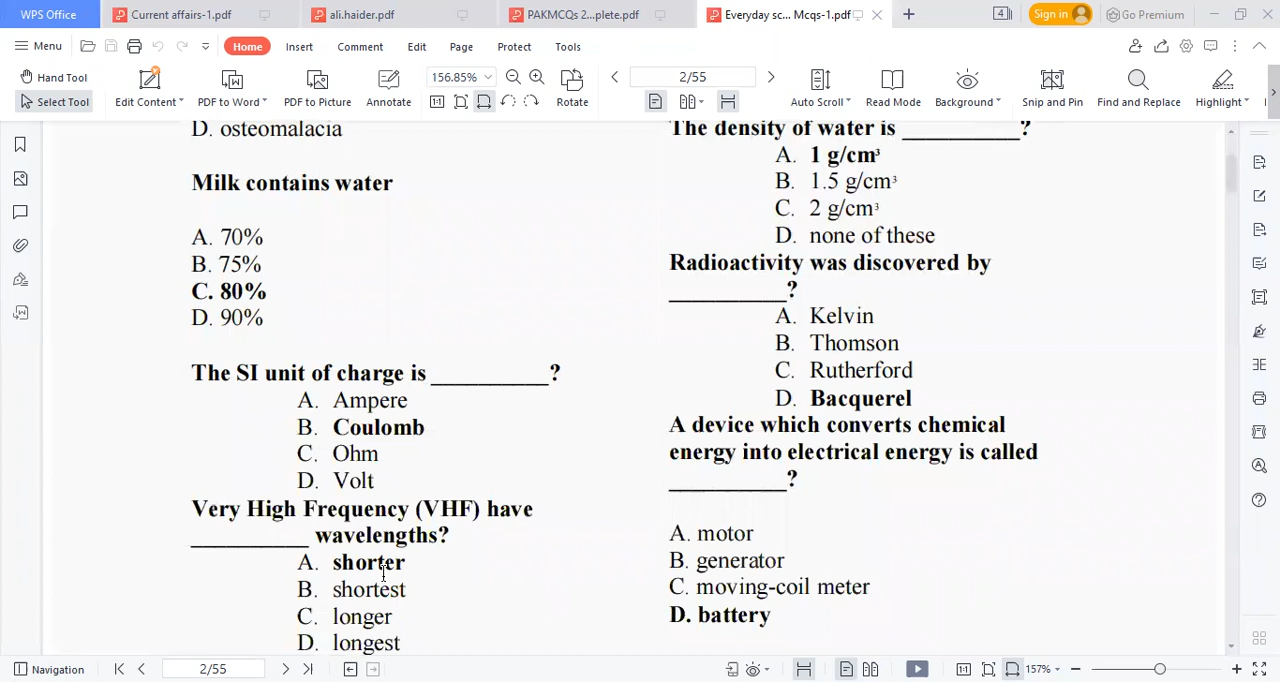 WPS Office
Current affairs-1.pdf
ali.haider.pdf
PAKMCQs 2...plete.pdf
Everyday sc... Mcqs-1.pdf
4
Sign in
Go Premium
Menu
Home
Insert
Comment
Edit
Page
Protect
Tools
Hand Tool
Select Tool
Edit Content
PDF to Word
PDF to Picture
Annotate
156.85%
Rotate
2/55
Auto Scroll
Read Mode
Background
Snip and Pin
Find and Replace
Highlight
D. osteomalacia
Milk contains water
A. 70%
B. 75%
C. 80%
D. 90%
The SI unit of charge is __________?
A. Ampere
B. Coulomb
C. Ohm
D. Volt
Very High Frequency (VHF) have
__________ wavelengths?
A. shorter
B. shortest
C. longer
D. longest
The density of water is __________?
A. 1 g/cm³
B. 1.5 g/cm³
C. 2 g/cm³
D. none of these
Radioactivity was discovered by
__________?
A. Kelvin
B. Thomson
C. Rutherford
D. Bacquerel
A device which converts chemical
energy into electrical energy is called
__________?
A. motor
B. generator
C. moving-coil meter
D. battery
Navigation
2/55
157%